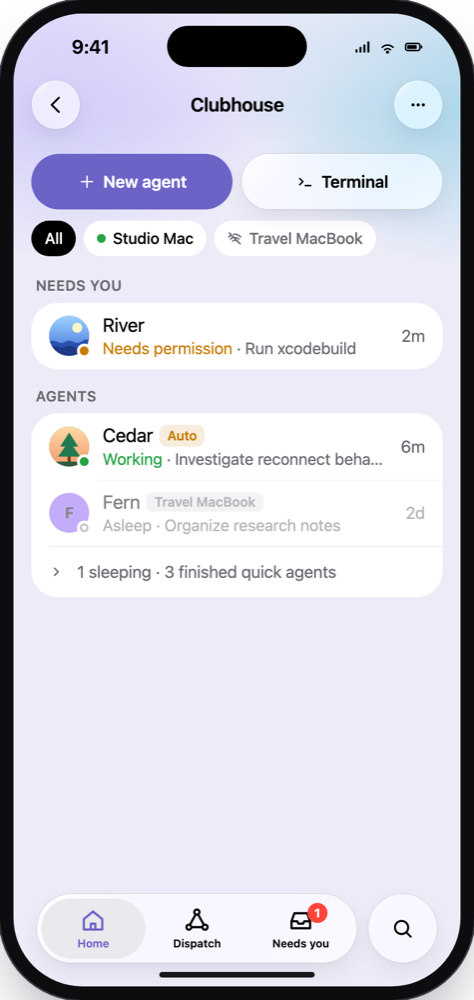 9:41
Clubhouse
New agent
Terminal
All
Studio Mac
Travel MacBook
NEEDS YOU
River
2m
Needs permission · Run xcodebuild
AGENTS
Cedar Auto
6m
Working · Investigate reconnect beha...
F
Fern Travel MacBook
2d
Asleep · Organize research notes
1 sleeping · 3 finished quick agents
1
Home
Dispatch
Needs you